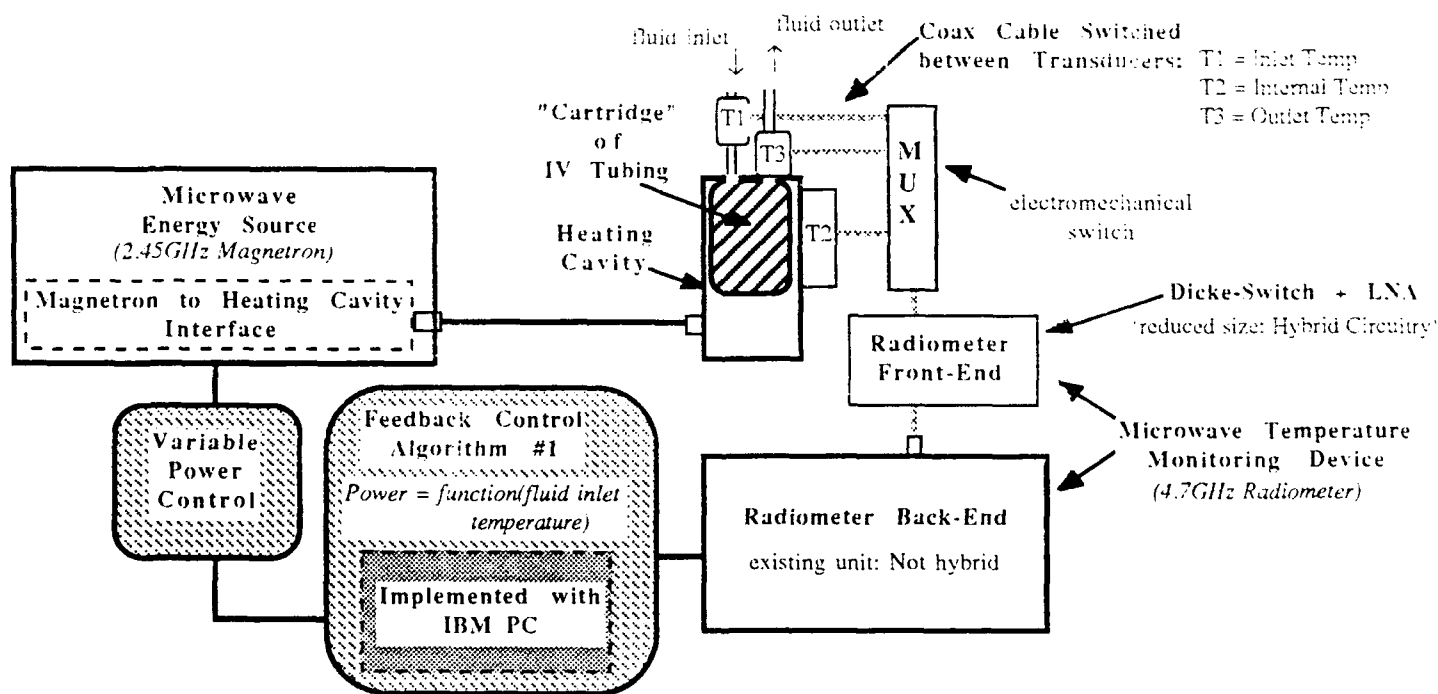 fluid inlet
fluid outlet
Coax Cable Switched
between Transducers:
T1 = Inlet Temp
T2 = Internal Temp
T3 = Outlet Temp
"Cartridge"
of
IV Tubing
T1
T3
T2
M
U
X
electromechanical
switch
Heating
Cavity
Microwave
Energy Source
(2.45GHz Magnetron)
Magnetron to Heating Cavity
Interface
Dicke-Switch + LNA
'reduced size: Hybrid Circuitry'
Radiometer
Front-End
Microwave Temperature
Monitoring Device
(4.7GHz Radiometer)
Variable
Power
Control
Feedback Control
Algorithm #1
Power = function(fluid inlet
temperature)
Implemented with
IBM PC
Radiometer Back-End
existing unit: Not hybrid